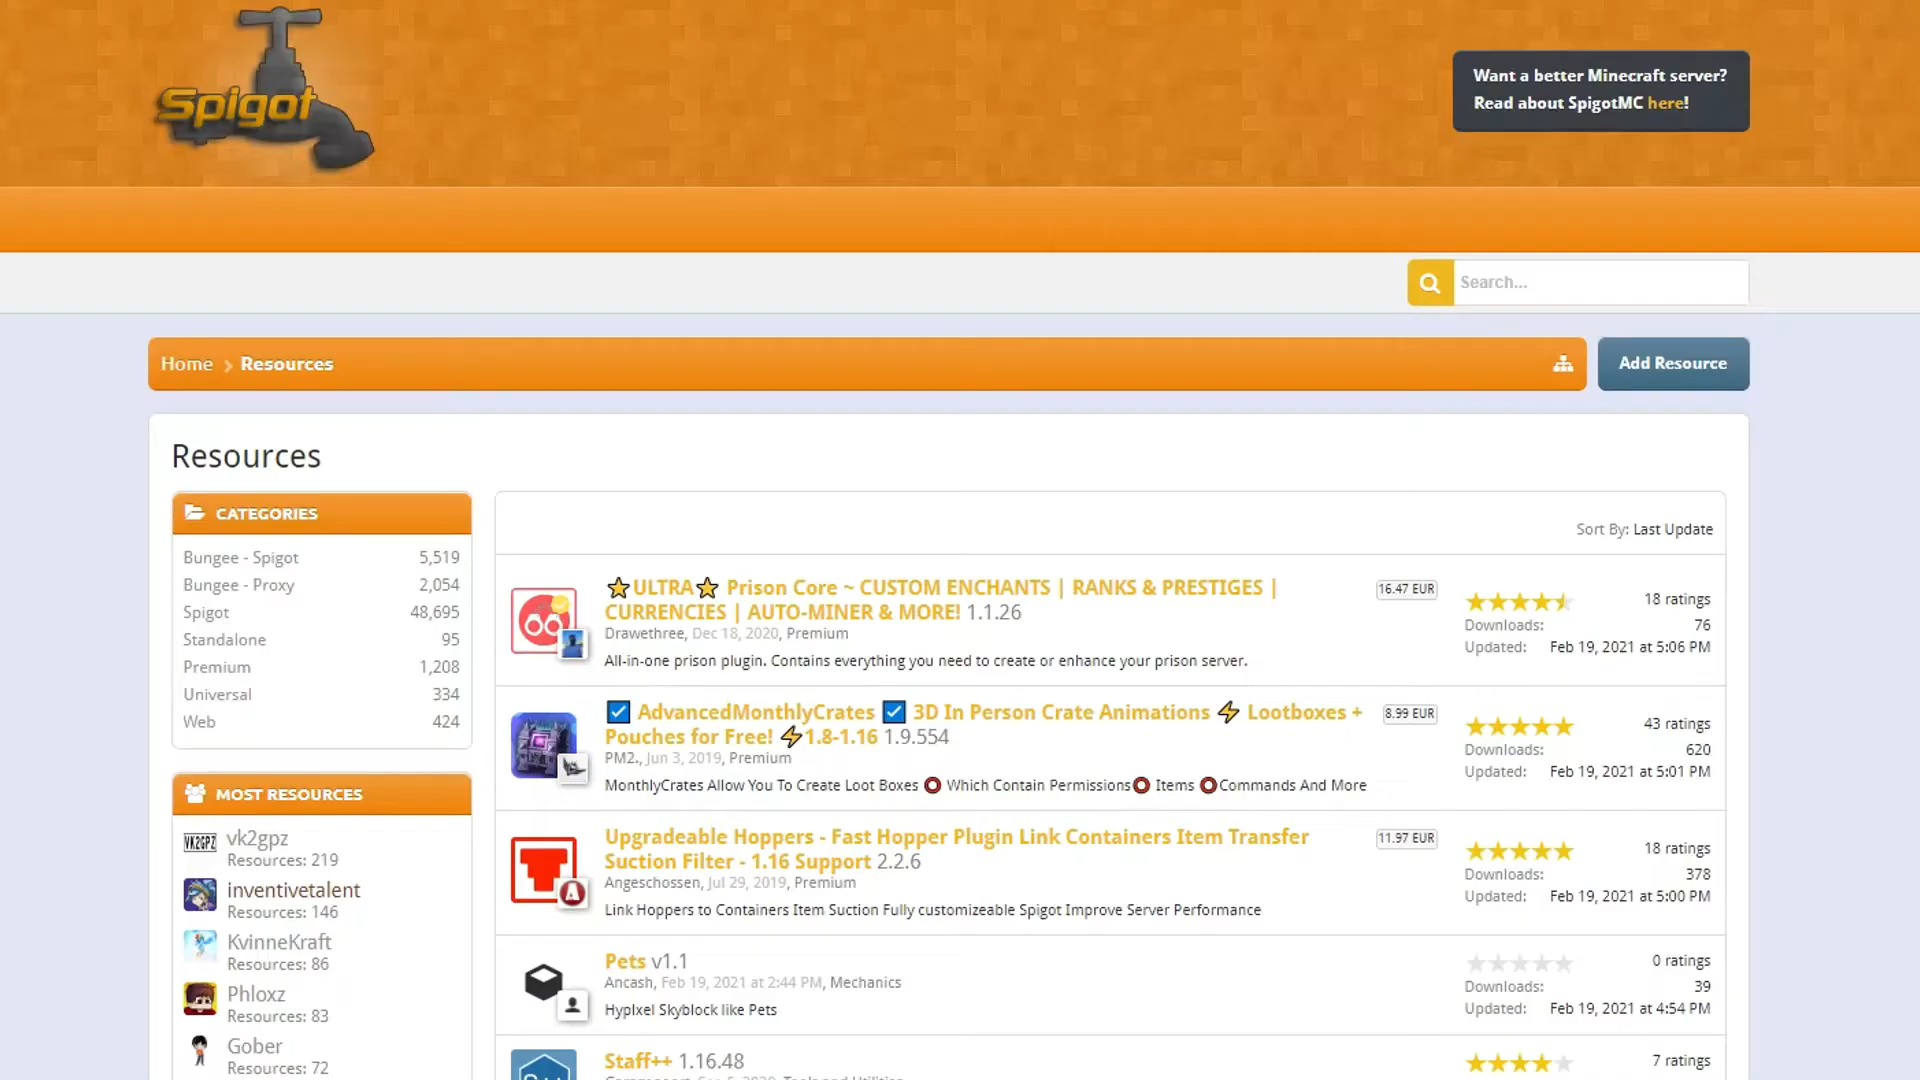 Spigot
Want a better Minecraft server?
Read about SpigotMC here!
Search...
Home
Resources
Add Resource
Resources
CATEGORIES
Bungee - Spigot 5,519
Bungee - Proxy 2,054
Spigot 48,695
Standalone 95
Premium 1,208
Universal 334
Web 424
MOST RESOURCES
VK2GPZ
vk2gpz
Resources: 219
inventivetalent
Resources: 146
KvinneKraft
Resources: 86
Phloxz
Resources: 83
Gober
Resources: 72
Sort By: Last Update
⭐ULTRA⭐ Prison Core ~ CUSTOM ENCHANTS | RANKS & PRESTIGES |
CURRENCIES | AUTO-MINER & MORE! 1.1.26
Drawethree, Dec 18, 2020, Premium
All-in-one prison plugin. Contains everything you need to create or enhance your prison server.
16.47 EUR
18 ratings
Downloads: 76
Updated: Feb 19, 2021 at 5:06 PM
☑ AdvancedMonthlyCrates ☑ 3D In Person Crate Animations ⚡ Lootboxes +
Pouches for Free! ⚡1.8-1.16 1.9.554
PM2., Jun 3, 2019, Premium
MonthlyCrates Allow You To Create Loot Boxes ⭕ Which Contain Permissions⭕ Items ⭕Commands And More
8.99 EUR
43 ratings
Downloads: 620
Updated: Feb 19, 2021 at 5:01 PM
Upgradeable Hoppers - Fast Hopper Plugin Link Containers Item Transfer
Suction Filter - 1.16 Support 2.2.6
Angeschossen, Jul 29, 2019, Premium
Link Hoppers to Containers Item Suction Fully customizeable Spigot Improve Server Performance
11.97 EUR
18 ratings
Downloads: 378
Updated: Feb 19, 2021 at 5:00 PM
Pets v1.1
Ancash, Feb 19, 2021 at 2:44 PM, Mechanics
HypIxel Skyblock like Pets
0 ratings
Downloads: 39
Updated: Feb 19, 2021 at 4:54 PM
Staff++ 1.16.48
7 ratings